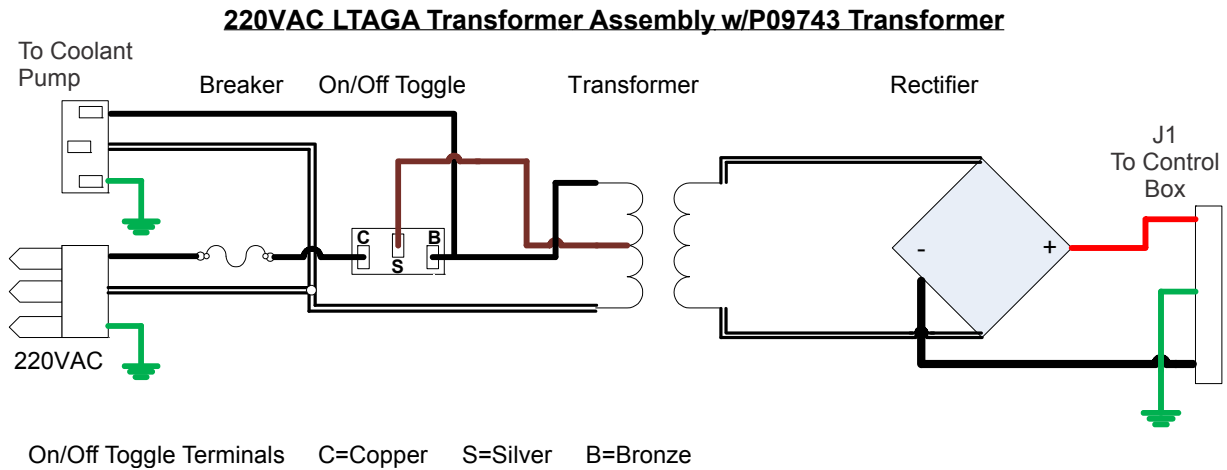 220VAC LTAGA Transformer Assembly w/P09743 Transformer
To Coolant
Pump
Breaker
On/Off Toggle
Transformer
Rectifier
J1
To Control
Box
C
S
B
-
+
220VAC
On/Off Toggle Terminals C=Copper S=Silver B=Bronze